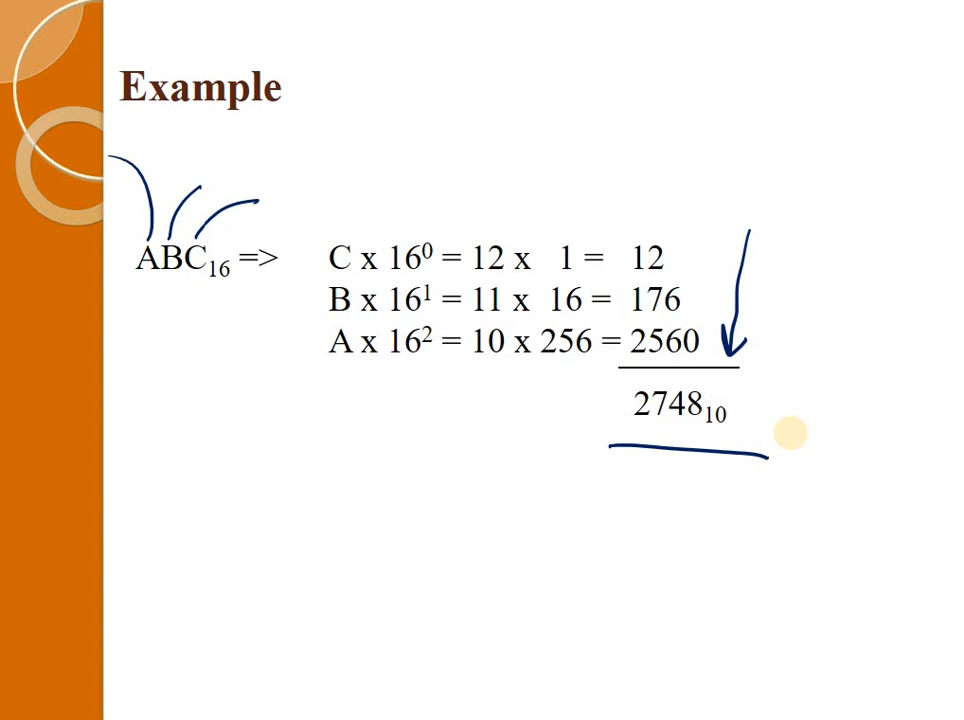 Example
ABC₁₆ => C x 16⁰ = 12 x 1 = 12
B x 16¹ = 11 x 16 = 176
A x 16² = 10 x 256 = 2560
2748₁₀